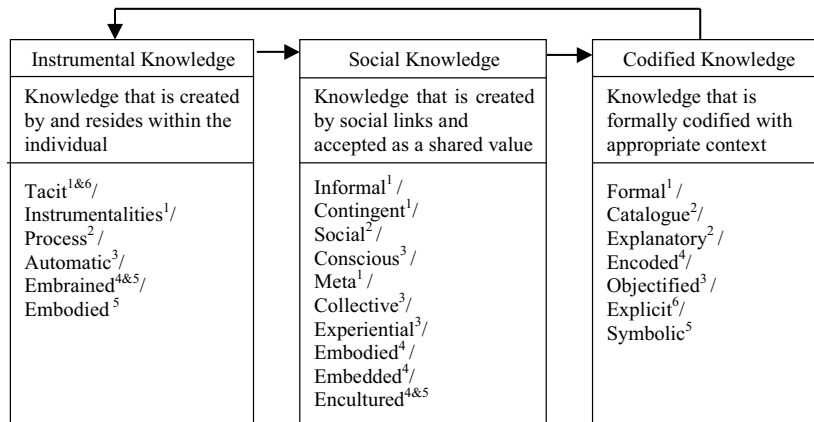 Instrumental Knowledge
Knowledge that is created
by and resides within the
individual
Tacit¹&⁶/
Instrumentalities¹/
Process²/
Automatic³/
Embrained⁴&⁵/
Embodied⁵
Social Knowledge
Knowledge that is created
by social links and
accepted as a shared value
Informal¹/
Contingent¹/
Social²/
Conscious³/
Meta¹/
Collective³/
Experiential³/
Embodied⁴/
Embedded⁴/
Encultured⁴&⁵
Codified Knowledge
Knowledge that is
formally codified with
appropriate context
Formal¹/
Catalogue²/
Explanatory²/
Encoded⁴/
Objectified³/
Explicit⁶/
Symbolic⁵